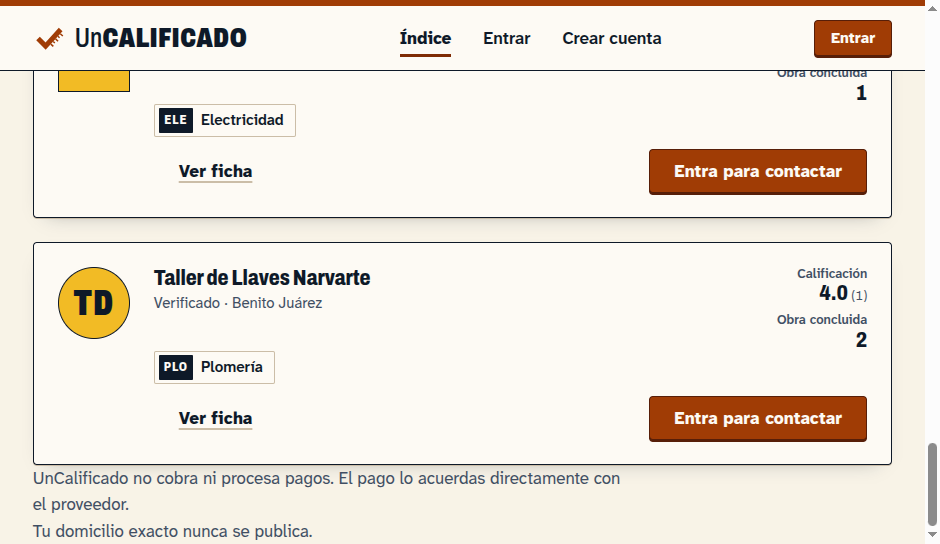 UnCALIFICADO
Índice
Entrar
Crear cuenta
Entrar
Obra concluida
1
ELE Electricidad
Ver ficha
Entra para contactar
TD
Taller de Llaves Narvarte
Verificado · Benito Juárez
Calificación
4.0 (1)
Obra concluida
2
PLO Plomería
Ver ficha
Entra para contactar
UnCalificado no cobra ni procesa pagos. El pago lo acuerdas directamente con
el proveedor.
Tu domicilio exacto nunca se publica.